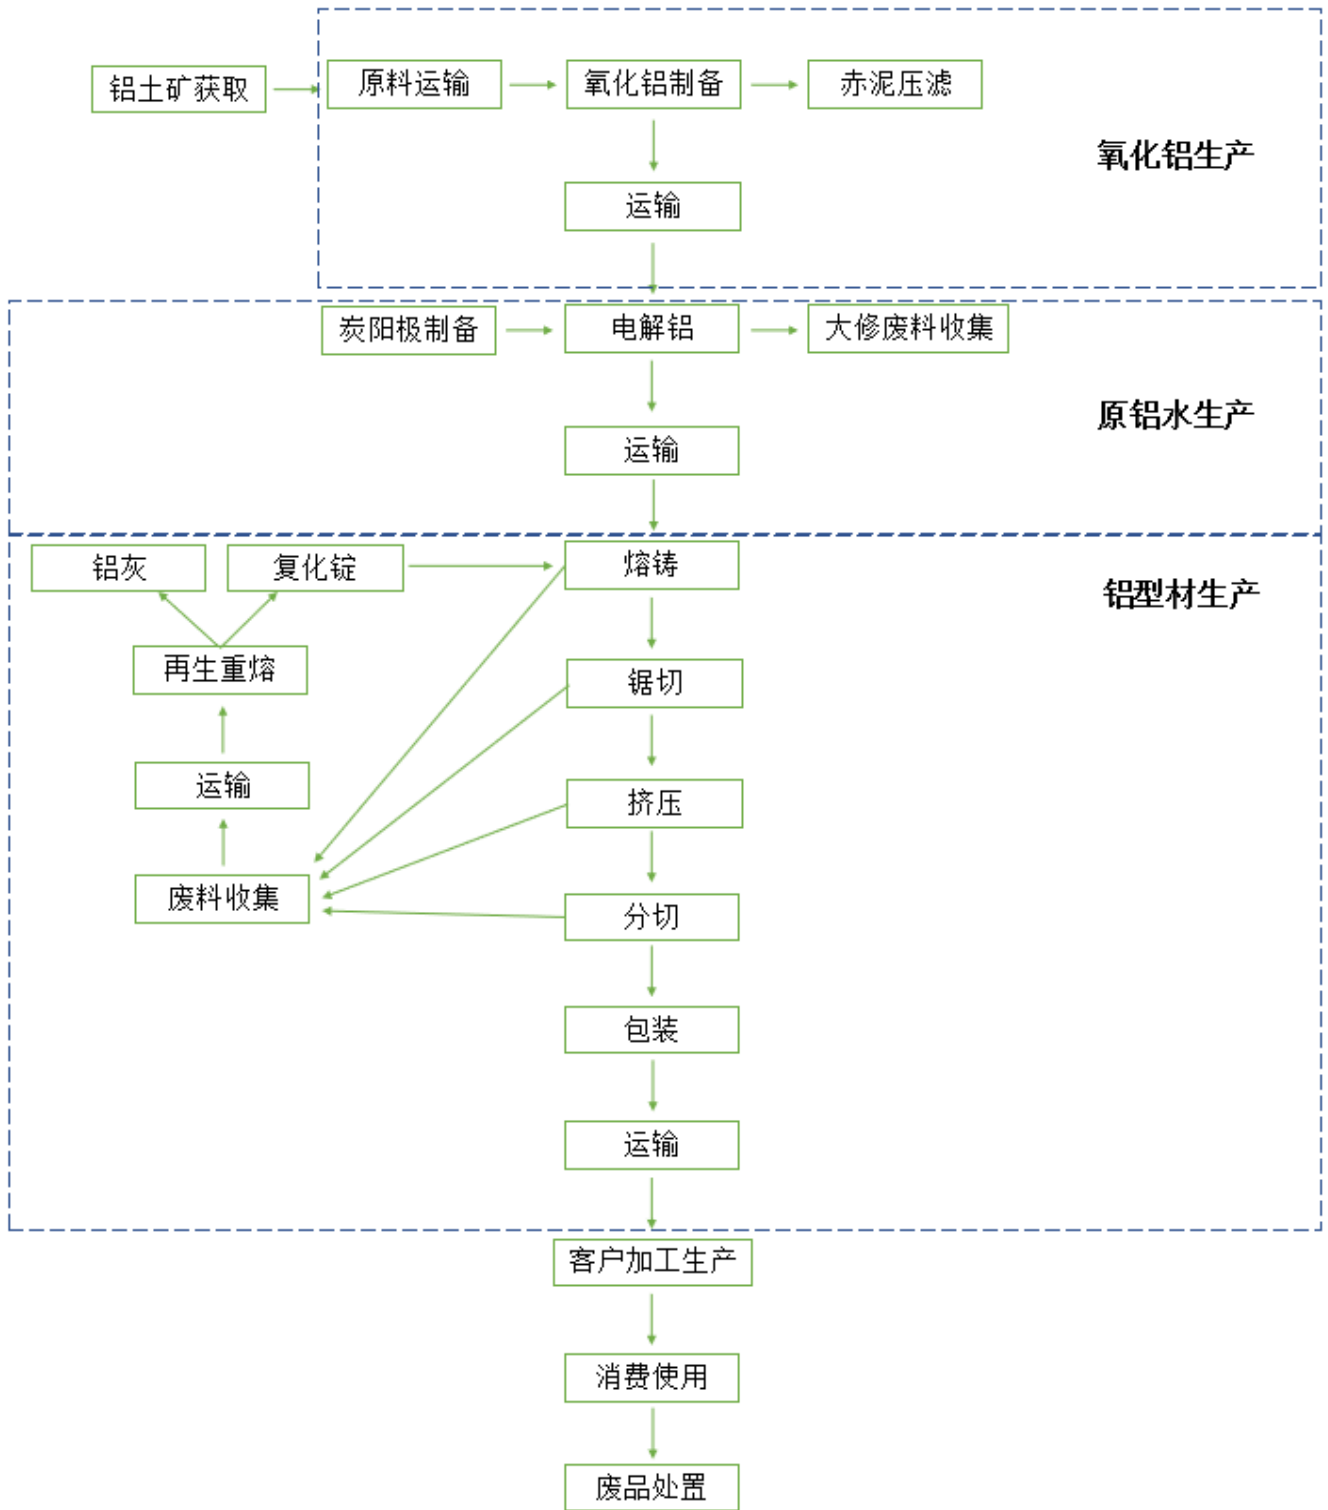 铝土矿获取
原料运输
氧化铝制备
赤泥压滤
氧化铝生产
运输
炭阳极制备
电解铝
大修废料收集
原铝水生产
运输
铝灰
复化锭
熔铸
铝型材生产
再生重熔
锯切
运输
挤压
废料收集
分切
包装
运输
客户加工生产
消费使用
废品处置